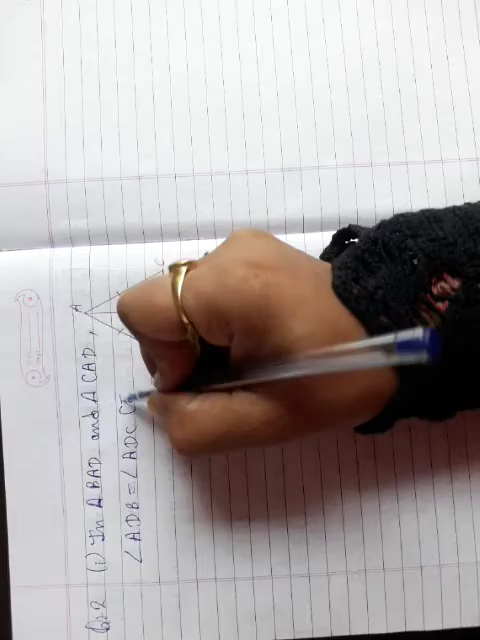 Q.2 (i) In Δ BAD and Δ CAD,
∠ADB = ∠ADC
A
C